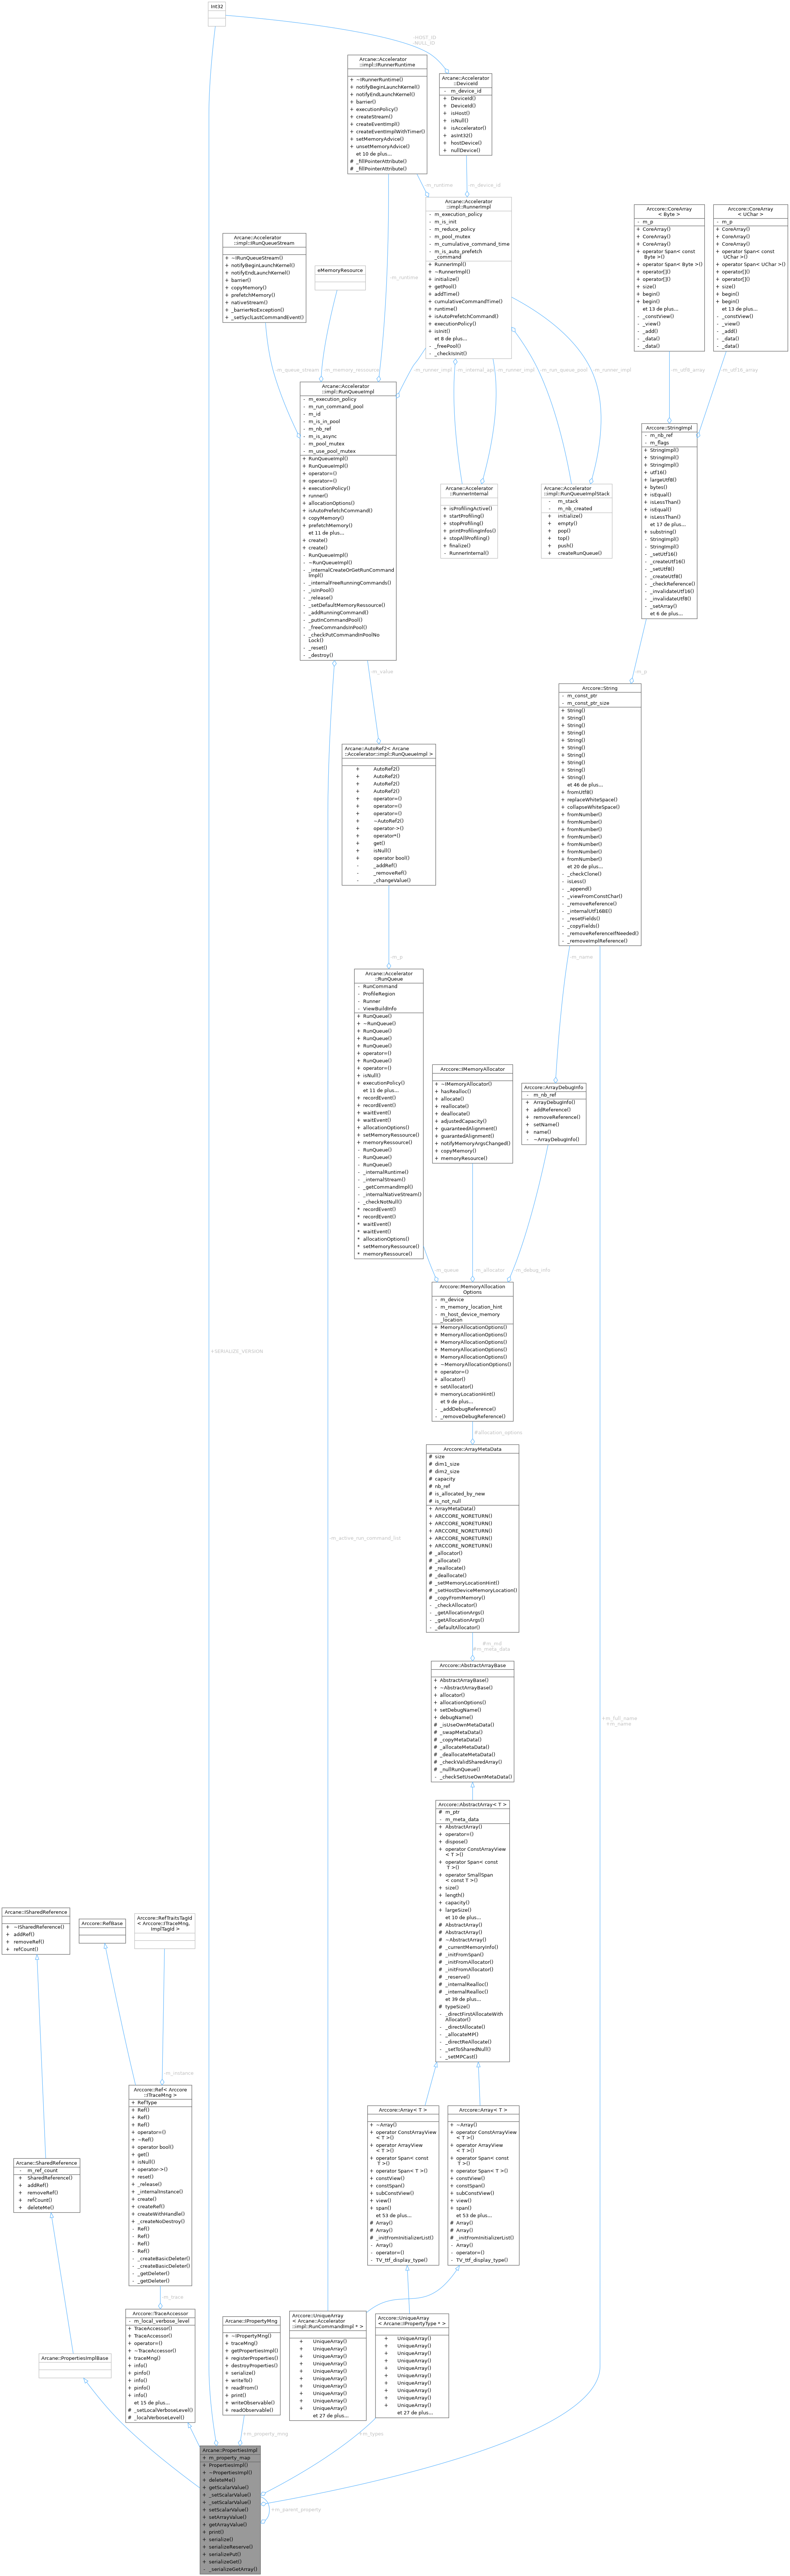 Int32
+HOST_ID
-NULL_ID
Arcane::Accelerator
::impl::IRunnerRuntime
+ ~IRunnerRuntime()
+ notifyBeginLaunchKernel()
+ notifyEndLaunchKernel()
+ barrier()
+ executionPolicy()
+ createStream()
+ createEventImpl()
+ createEventImplWithTimer()
+ setMemoryAdvice()
+ unsetMemoryAdvice()
et 10 de plus...
# _fillPointerAttribute()
# _fillPointerAttribute()
Arcane::Accelerator
::DeviceId
- m_device_id
+ DeviceId()
+ DeviceId()
+ isHost()
+ isNull()
+ isAccelerator()
+ asInt32()
+ hostDevice()
+ nullDevice()
-m_runtime
-m_device_id
Arcane::Accelerator
::impl::RunnerImpl
- m_execution_policy
- m_is_init
- m_reduce_policy
- m_pool_mutex
- m_cumulative_command_time
- m_is_auto_prefetch
_command
+ RunnerImpl()
+ ~RunnerImpl()
+ initialize()
+ getPool()
+ addTime()
+ cumulativeCommandTime()
+ runtime()
+ isAutoPrefetchCommand()
+ executionPolicy()
+ isInit()
et 8 de plus...
- _freePool()
- _checkIsInit()
Arccore::CoreArray
< Byte >
- m_p
+ CoreArray()
+ CoreArray()
+ CoreArray()
+ operator Span< const
Byte >()
+ operator Span< Byte >()
+ operator[]()
+ operator[]()
+ size()
+ begin()
+ begin()
et 13 de plus...
- _constView()
- _view()
- _add()
- _data()
- _data()
Arccore::CoreArray
< UChar >
- m_p
+ CoreArray()
+ CoreArray()
+ CoreArray()
+ operator Span< const
UChar >()
+ operator Span< UChar >()
+ operator[]()
+ operator[]()
+ size()
+ begin()
+ begin()
et 13 de plus...
- _constView()
- _view()
- _add()
- _data()
- _data()
Arcane::Accelerator
::impl::IRunQueueStream
+ ~IRunQueueStream()
+ notifyBeginLaunchKernel()
+ notifyEndLaunchKernel()
+ barrier()
+ copyMemory()
+ prefetchMemory()
+ nativeStream()
+ _barrierNoException()
+ _setSyclLastCommandEvent()
eMemoryRessource
-m_runtime
-m_queue_stream
-m_memory_ressource
-m_runner_impl
-m_internal_api
-m_runner_impl
-m_run_queue_pool
-m_runner_impl
-m_utf8_array
-m_utf16_array
Arcane::Accelerator
::impl::RunQueueImpl
- m_execution_policy
- m_run_command_pool
- m_id
- m_is_in_pool
- m_nb_ref
- m_is_async
- m_pool_mutex
- m_use_pool_mutex
+ RunQueueImpl()
+ RunQueueImpl()
+ operator=()
+ operator=()
+ executionPolicy()
+ runner()
+ allocationOptions()
+ isAutoPrefetchCommand()
+ copyMemory()
+ prefetchMemory()
et 11 de plus...
+ create()
+ create()
- RunQueueImpl()
- ~RunQueueImpl()
- _internalCreateOrGetRunCommand
Impl()
- _internalFreeRunningCommands()
- _isInPool()
- _release()
- _setDefaultMemoryRessource()
- _addRunningCommand()
- _putInCommandPool()
- _freeCommandsInPool()
- _checkPutCommandInPoolNo
Lock()
- _reset()
- _destroy()
Arcane::Accelerator
::RunnerInternal
+ isProfilingActive()
+ startProfiling()
+ stopProfiling()
+ printProfilingInfos()
+ stopAllProfiling()
+ finalize()
- RunnerInternal()
Arcane::Accelerator
::impl::RunQueueImplStack
- m_stack
- m_nb_created
+ initialize()
+ empty()
+ pop()
+ top()
+ push()
+ createRunQueue()
Arccore::StringImpl
- m_nb_ref
- m_flags
+ StringImpl()
+ StringImpl()
+ StringImpl()
+ utf16()
+ largeUtf8()
+ bytes()
+ isEqual()
+ isLessThan()
+ isEqual()
+ isLessThan()
et 17 de plus...
+ substring()
- StringImpl()
- StringImpl()
- _setUtf16()
- _createUtf16()
- _setUtf8()
- _createUtf8()
- _checkReference()
- _invalidateUtf16()
- _invalidateUtf8()
- _setArray()
et 6 de plus...
-m_value
-m_p
Arccore::String
- m_const_ptr
- m_const_ptr_size
+ String()
+ String()
+ String()
+ String()
+ String()
+ String()
+ String()
+ String()
+ String()
+ String()
et 46 de plus...
+ fromUtf8()
+ replaceWhiteSpace()
+ collapseWhiteSpace()
+ fromNumber()
+ fromNumber()
+ fromNumber()
+ fromNumber()
+ fromNumber()
+ fromNumber()
+ fromNumber()
et 20 de plus...
- _checkClone()
- isLess()
- _append()
- _viewFromConstChar()
- _removeReference()
- _internalUtf16BE()
- _resetFields()
- _copyFields()
- _removeReferenceIfNeeded()
- _removeImplReference()
Arcane::AutoRef2< Arcane
::Accelerator::impl::RunQueueImpl >
+ AutoRef2()
+ AutoRef2()
+ AutoRef2()
+ AutoRef2()
+ operator=()
+ operator=()
+ operator=()
+ ~AutoRef2()
+ operator->()
+ operator*()
+ get()
+ isNull()
+ operator bool()
- _addRef()
- _removeRef()
- _changeValue()
-m_p
-m_name
Arcane::Accelerator
::RunQueue
- RunCommand
- ProfileRegion
- Runner
- ViewBuildInfo
+ RunQueue()
+ ~RunQueue()
+ RunQueue()
+ RunQueue()
+ RunQueue()
+ operator=()
+ RunQueue()
+ operator=()
+ isNull()
+ executionPolicy()
et 11 de plus...
+ recordEvent()
+ recordEvent()
+ waitEvent()
+ waitEvent()
+ allocationOptions()
+ setMemoryRessource()
+ memoryRessource()
- RunQueue()
- RunQueue()
- RunQueue()
- _internalRuntime()
- _internalStream()
- _getCommandImpl()
- _internalNativeStream()
- _checkNotNull()
* recordEvent()
* recordEvent()
* waitEvent()
* waitEvent()
* allocationOptions()
* setMemoryRessource()
* memoryRessource()
Arccore::IMemoryAllocator
+ ~IMemoryAllocator()
+ hasRealloc()
+ allocate()
+ reallocate()
+ deallocate()
+ adjustedCapacity()
+ guaranteedAlignment()
+ guarantedAlignment()
+ notifyMemoryArgsChanged()
+ copyMemory()
+ memoryResource()
Arccore::ArrayDebugInfo
- m_nb_ref
+ ArrayDebugInfo()
+ addReference()
+ removeReference()
+ setName()
+ name()
- ~ArrayDebugInfo()
-m_queue
-m_allocator
-m_debug_info
Arccore::MemoryAllocation
Options
- m_device
- m_memory_location_hint
- m_host_device_memory
_location
+ MemoryAllocationOptions()
+ MemoryAllocationOptions()
+ MemoryAllocationOptions()
+ MemoryAllocationOptions()
+ MemoryAllocationOptions()
+ ~MemoryAllocationOptions()
+ operator=()
+ allocator()
+ setAllocator()
+ memoryLocationHint()
et 9 de plus...
- _addDebugReference()
- _removeDebugReference()
+SERIALIZE_VERSION
#allocation_options
Arccore::ArrayMetaData
# size
# dim1_size
# dim2_size
# capacity
# nb_ref
# is_allocated_by_new
# is_not_null
+ ArrayMetaData()
+ ARCCORE_NORETURN()
+ ARCCORE_NORETURN()
+ ARCCORE_NORETURN()
+ ARCCORE_NORETURN()
+ ARCCORE_NORETURN()
# _allocator()
# _allocate()
# _reallocate()
# _deallocate()
# _setMemoryLocationHint()
# _setHostDeviceMemoryLocation()
# _copyFromMemory()
- _checkAllocator()
- _getAllocationArgs()
- _getAllocationArgs()
- _defaultAllocator()
-m_active_run_command_list
#m_md
#m_meta_data
Arccore::AbstractArrayBase
+ AbstractArrayBase()
+ ~AbstractArrayBase()
+ allocator()
+ allocationOptions()
+ setDebugName()
+ debugName()
# _isUseOwnMetaData()
# _swapMetaData()
# _copyMetaData()
# _allocateMetaData()
# _deallocateMetaData()
# _checkValidSharedArray()
# _nullRunQueue()
- _checkSetUseOwnMetaData()
+m_full_name
+m_name
Arccore::AbstractArray< T >
# m_ptr
- m_meta_data
+ AbstractArray()
+ operator=()
+ dispose()
+ operator ConstArrayView
< T >()
+ operator Span< const
T >()
+ operator SmallSpan
< const T >()
+ size()
+ length()
+ capacity()
+ largeSize()
et 10 de plus...
# AbstractArray()
# AbstractArray()
# ~AbstractArray()
# _currentMemoryInfo()
# _initFromSpan()
# _initFromAllocator()
# _initFromAllocator()
# _reserve()
# _internalRealloc()
# _internalRealloc()
et 39 de plus...
# typeSize()
- _directFirstAllocateWith
Allocator()
- _directAllocate()
- _allocateMP()
- _directReAllocate()
- _setToSharedNull()
- _setMPCast()
Arcane::ISharedReference
+ ~ISharedReference()
+ addRef()
+ removeRef()
+ refCount()
Arccore::RefBase
Arccore::RefTraitsTagId
< Arccore::ITraceMng,
ImplTagId >
-m_instance
Arccore::Ref< Arccore
::ITraceMng >
+ RefType
+ Ref()
+ Ref()
+ Ref()
+ operator=()
+ ~Ref()
+ operator bool()
+ get()
+ isNull()
+ operator->()
+ reset()
+ _release()
+ _internalInstance()
+ create()
+ createRef()
+ createWithHandle()
+ _createNoDestroy()
- Ref()
- Ref()
- Ref()
- Ref()
- _createBasicDeleter()
- _createBasicDeleter()
- _getDeleter()
- _getDeleter()
Arccore::Array< T >
+ ~Array()
+ operator ConstArrayView
< T >()
+ operator ArrayView
< T >()
+ operator Span< const
T >()
+ operator Span< T >()
+ constView()
+ constSpan()
+ subConstView()
+ view()
+ span()
et 53 de plus...
# Array()
# Array()
# _initFromInitializerList()
- Array()
- operator=()
- TV_ttf_display_type()
Arccore::Array< T >
+ ~Array()
+ operator ConstArrayView
< T >()
+ operator ArrayView
< T >()
+ operator Span< const
T >()
+ operator Span< T >()
+ constView()
+ constSpan()
+ subConstView()
+ view()
+ span()
et 53 de plus...
# Array()
# Array()
# _initFromInitializerList()
- Array()
- operator=()
- TV_ttf_display_type()
Arcane::SharedReference
- m_ref_count
+ SharedReference()
+ addRef()
+ removeRef()
+ refCount()
+ deleteMe()
-m_trace
Arccore::TraceAccessor
- m_local_verbose_level
+ TraceAccessor()
+ TraceAccessor()
+ operator=()
+ ~TraceAccessor()
+ traceMng()
+ info()
+ pinfo()
+ info()
+ pinfo()
+ info()
et 15 de plus...
# _setLocalVerboseLevel()
# _localVerboseLevel()
Arcane::PropertiesImplBase
Arcane::IPropertyMng
+ ~IPropertyMng()
+ traceMng()
+ getPropertiesImpl()
+ registerProperties()
+ destroyProperties()
+ serialize()
+ writeTo()
+ readFrom()
+ print()
+ writeObservable()
+ readObservable()
Arccore::UniqueArray
< Arcane::Accelerator
::impl::RunCommandImpl * >
+ UniqueArray()
+ UniqueArray()
+ UniqueArray()
+ UniqueArray()
+ UniqueArray()
+ UniqueArray()
+ UniqueArray()
+ UniqueArray()
+ UniqueArray()
+ UniqueArray()
et 27 de plus...
Arccore::UniqueArray
< Arcane::IPropertyType * >
+ UniqueArray()
+ UniqueArray()
+ UniqueArray()
+ UniqueArray()
+ UniqueArray()
+ UniqueArray()
+ UniqueArray()
+ UniqueArray()
+ UniqueArray()
+ UniqueArray()
et 27 de plus...
+m_property_mng
+m_types
Arcane::PropertiesImpl
+ m_property_map
+ PropertiesImpl()
+ ~PropertiesImpl()
+ deleteMe()
+ getScalarValue()
+ _setScalarValue()
+ _setScalarValue()
+ setScalarValue()
+ setArrayValue()
+ getArrayValue()
+ print()
+ serialize()
+ serializeReserve()
+ serializePut()
+ serializeGet()
- _serializeGetArray()
+m_parent_property